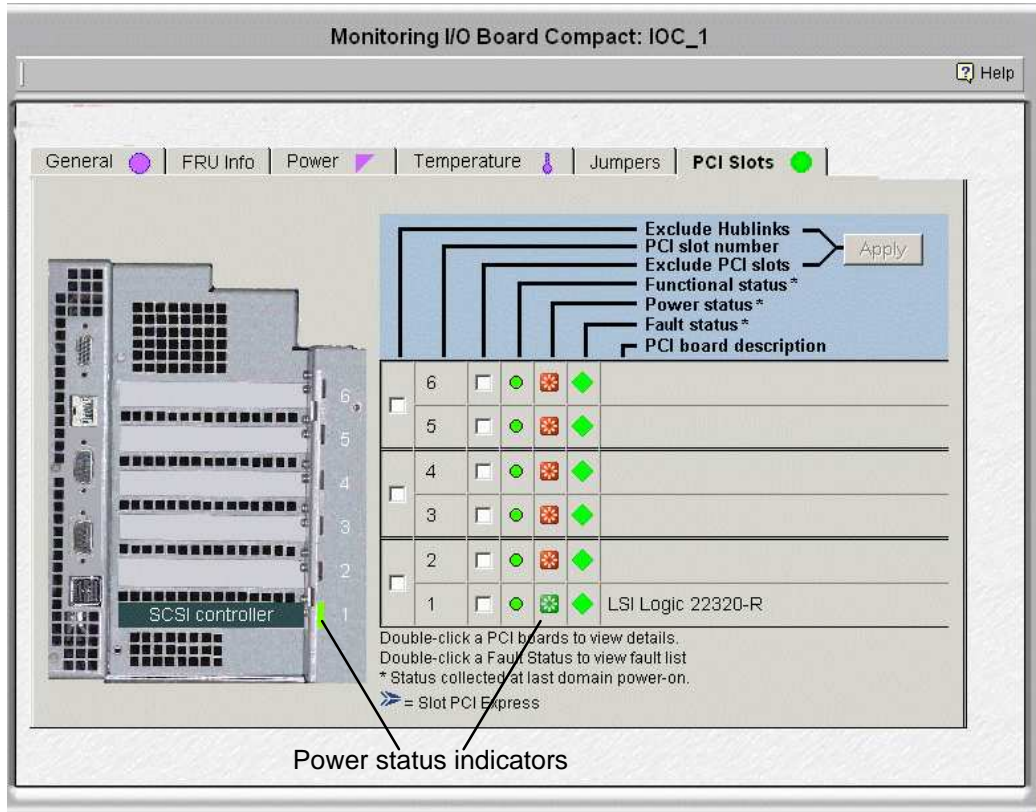 Monitoring I/O Board Compact: IOC_1
Help
General
FRU Info
Power
Temperature
Jumpers
PCI Slots
Exclude Hublinks
PCI slot number
Exclude PCI slots
Functional status*
Power status*
Fault status*
PCI board description
Apply
6
5
4
3
2
1
SCSI controller
6
5
4
3
2
1 LSI Logic 22320-R
Double-click a PCI boards to view details.
Double-click a Fault Status to view fault list
* Status collected at last domain power-on.
= Slot PCI Express
Power status indicators